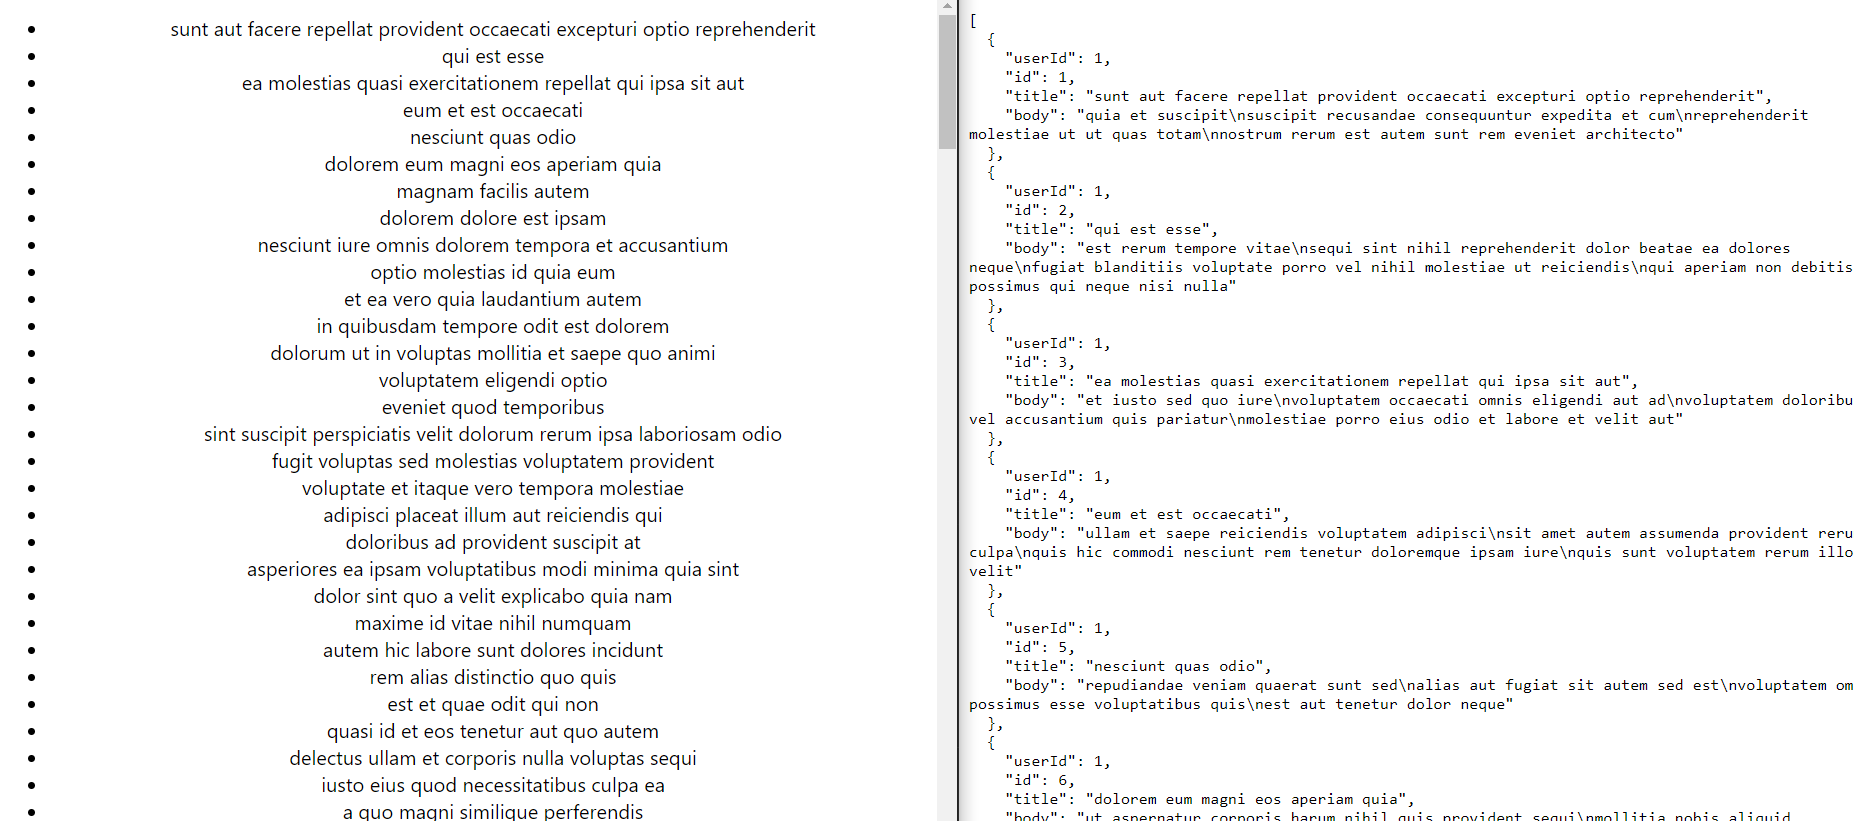 sunt aut facere repellat provident occaecati excepturi optio reprehenderit
qui est esse
ea molestias quasi exercitationem repellat qui ipsa sit aut
eum et est occaecati
nesciunt quas odio
dolorem eum magni eos aperiam quia
magnam facilis autem
dolorem dolore est ipsam
nesciunt iure omnis dolorem tempora et accusantium
optio molestias id quia eum
et ea vero quia laudantium autem
in quibusdam tempore odit est dolorem
dolorum ut in voluptas mollitia et saepe quo animi
voluptatem eligendi optio
eveniet quod temporibus
sint suscipit perspiciatis velit dolorum rerum ipsa laboriosam odio
fugit voluptas sed molestias voluptatem provident
voluptate et itaque vero tempora molestiae
adipisci placeat illum aut reiciendis qui
doloribus ad provident suscipit at
asperiores ea ipsam voluptatibus modi minima quia sint
dolor sint quo a velit explicabo quia nam
maxime id vitae nihil numquam
autem hic labore sunt dolores incidunt
rem alias distinctio quo quis
est et quae odit qui non
quasi id et eos tenetur aut quo autem
delectus ullam et corporis nulla voluptas sequi
iusto eius quod necessitatibus culpa ea
a quo magni similique perferendis
[
{
"userId": 1,
"id": 1,
"title": "sunt aut facere repellat provident occaecati excepturi optio reprehenderit",
"body": "quia et suscipit\nsuscipit recusandae consequuntur expedita et cum\nreprehenderit
molestiae ut ut quas totam\nnostrum rerum est autem sunt rem eveniet architecto"
},
{
"userId": 1,
"id": 2,
"title": "qui est esse",
"body": "est rerum tempore vitae\nsequi sint nihil reprehenderit dolor beatae ea dolores
neque\nfugiat blanditiis voluptate porro vel nihil molestiae ut reiciendis\nqui aperiam non debitis
possimus qui neque nisi nulla"
},
{
"userId": 1,
"id": 3,
"title": "ea molestias quasi exercitationem repellat qui ipsa sit aut",
"body": "et iusto sed quo iure\nvoluptatem occaecati omnis eligendi aut ad\nvoluptatem doloribu
vel accusantium quis pariatur\nmolestiae porro eius odio et labore et velit aut"
},
{
"userId": 1,
"id": 4,
"title": "eum et est occaecati",
"body": "ullam et saepe reiciendis voluptatem adipisci\nsit amet autem assumenda provident reru
culpa\nquis hic commodi nesciunt rem tenetur doloremque ipsam iure\nquis sunt voluptatem rerum illo
velit"
},
{
"userId": 1,
"id": 5,
"title": "nesciunt quas odio",
"body": "repudiandae veniam quaerat sunt sed\nalias aut fugiat sit autem sed est\nvoluptatem om
possimus esse voluptatibus quis\nest aut tenetur dolor neque"
},
{
"userId": 1,
"id": 6,
"title": "dolorem eum magni eos aperiam quia",
"body": "ut aspernatur corporis harum nihil quis provident sequi\nmollitia nobis aliquid